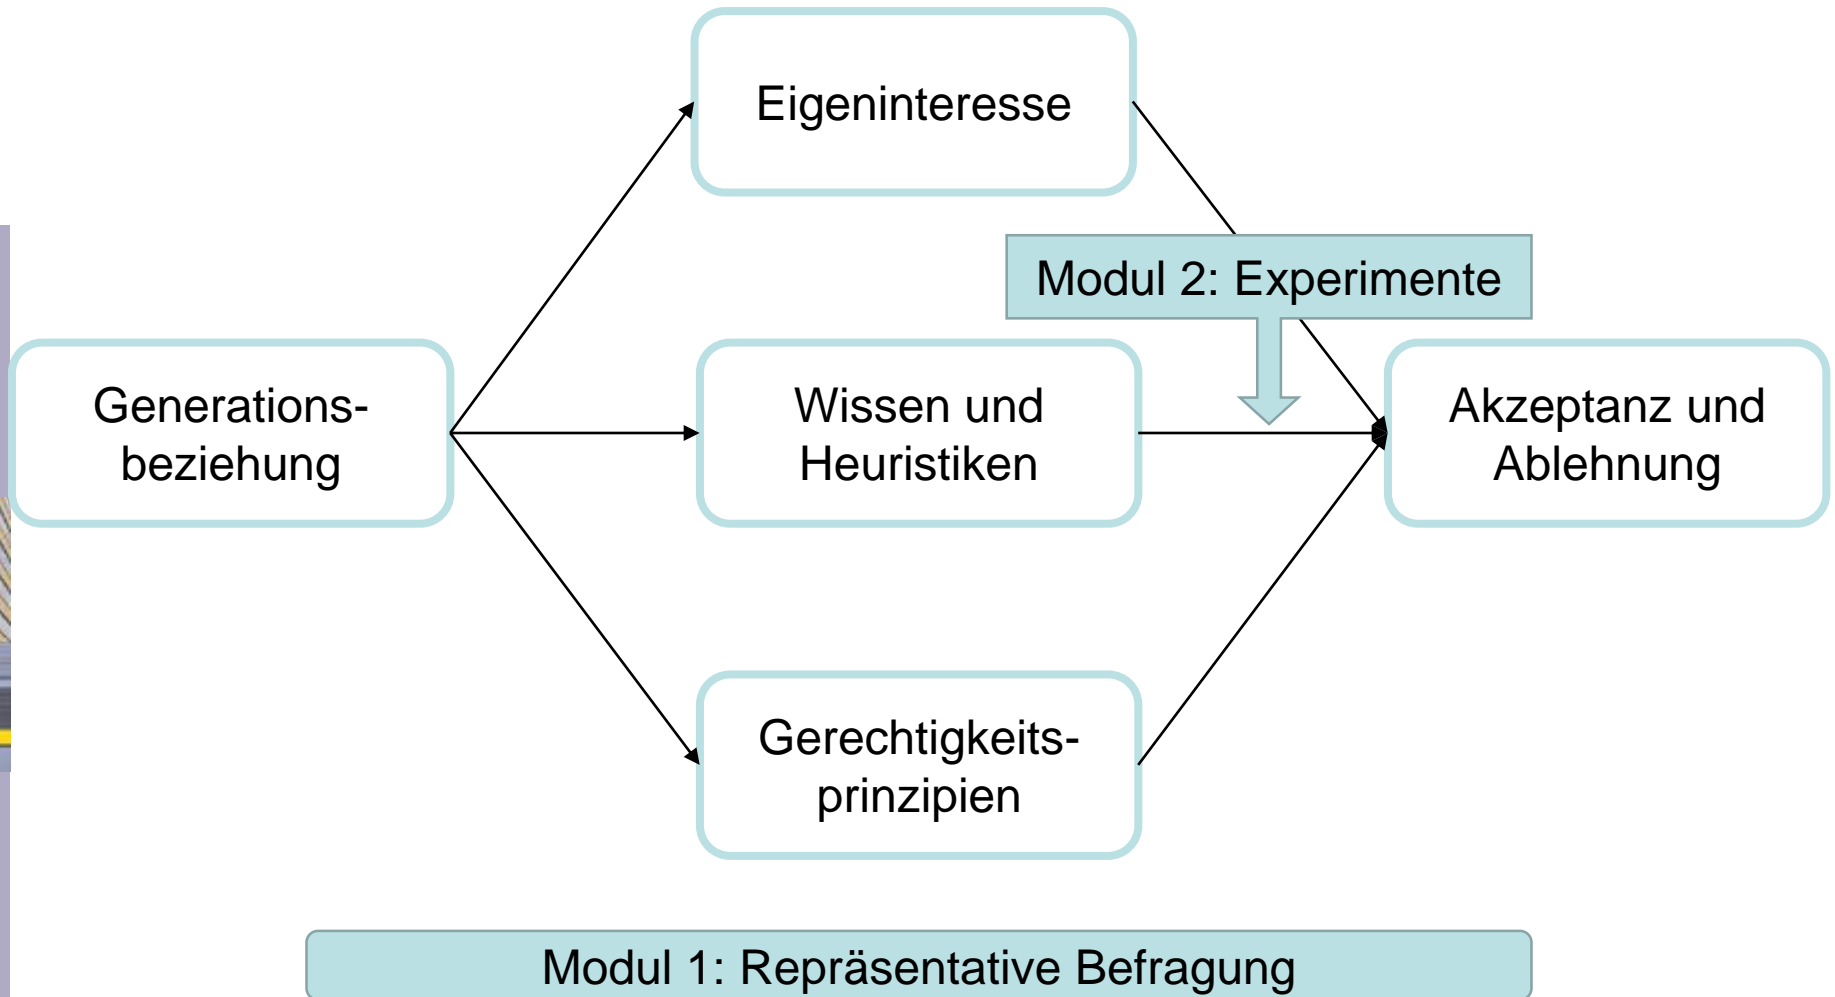 Eigeninteresse
Modul 2: Experimente
Generations-
beziehung
Wissen und
Heuristiken
Akzeptanz und
Ablehnung
Gerechtigkeits-
prinzipien
Modul 1: Repräsentative Befragung